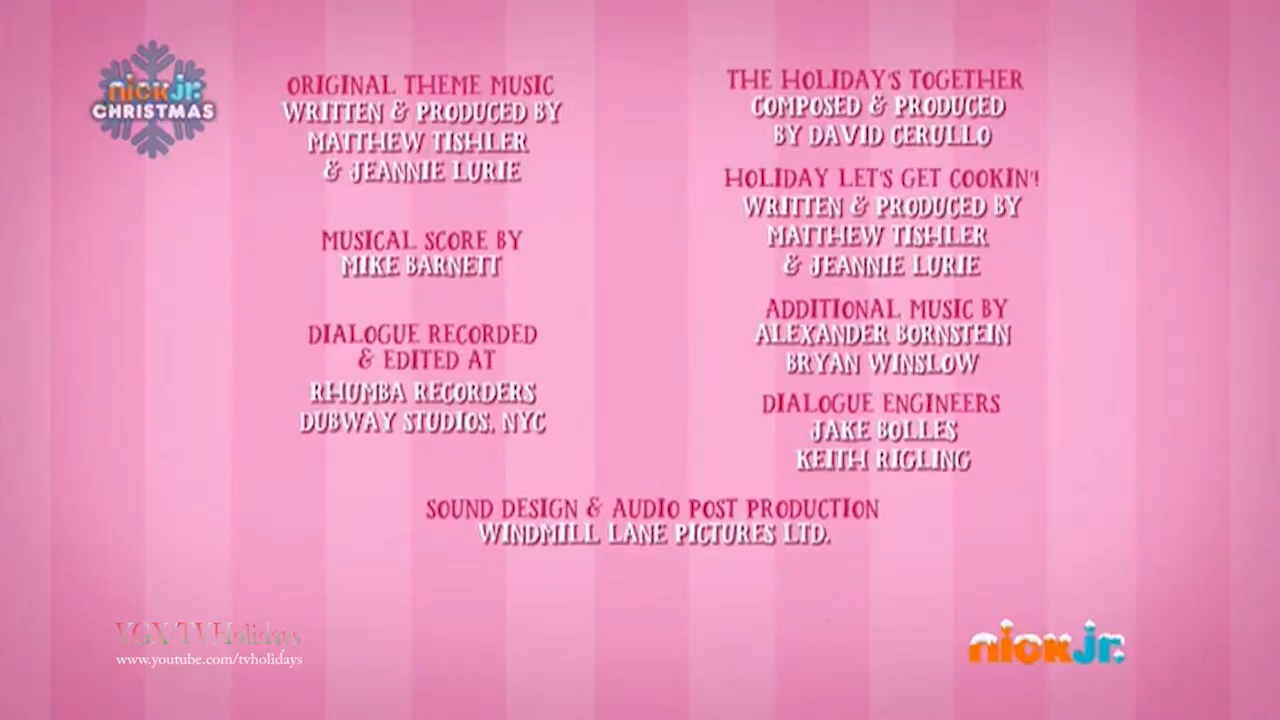 nick jr.
CHRISTMAS
ORIGINAL THEME MUSIC
WRITTEN & PRODUCED BY
MATTHEW TISHLER
& JEANNIE LURIE
MUSICAL SCORE BY
MIKE BARNETT
DIALOGUE RECORDED
& EDITED AT
RHUMBA RECORDERS
DUBWAY STUDIOS, NYC
THE HOLIDAY'S TOGETHER
COMPOSED & PRODUCED
BY DAVID CERULLO
HOLIDAY LET'S GET COOKIN'!
WRITTEN & PRODUCED BY
MATTHEW TISHLER
& JEANNIE LURIE
ADDITIONAL MUSIC BY
ALEXANDER BORNSTEIN
BRYAN WINSLOW
DIALOGUE ENGINEERS
JAKE BOLLES
KEITH RIGLING
SOUND DESIGN & AUDIO POST PRODUCTION
WINDMILL LANE PICTURES LTD.
VGX TVHolidays
www.youtube.com/tvholidays
nick jr.